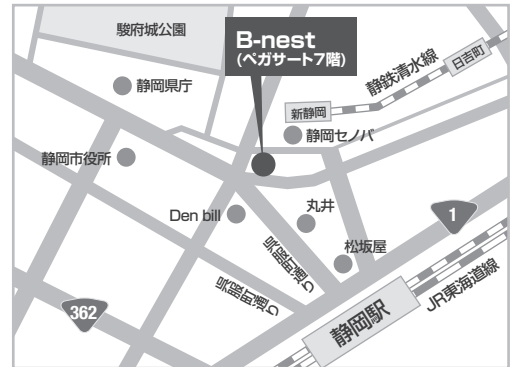 駿府城公園
B-nest
(ペガサート7階)
日吉町
静鉄清水線
静岡県庁
新静岡
静岡セノバ
静岡市役所
丸井
Den bill
1
呉服町通り
松坂屋
呉服町通り
JR東海道線
362
静岡駅